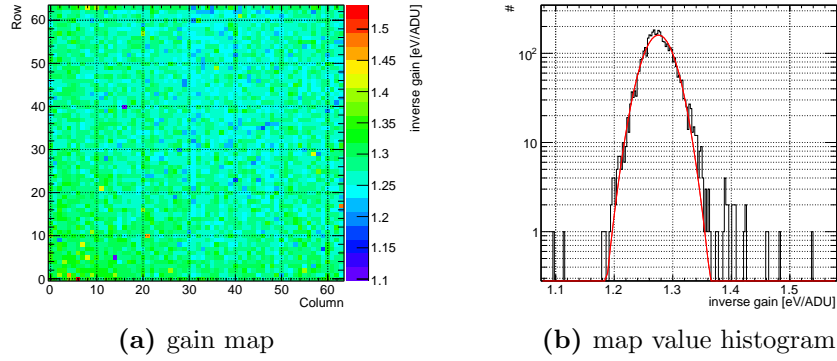 Row
60
50
40
30
20
10
0
0 10 20 30 40 50 60
Column
1.5
1.45
1.4
1.35
1.3
1.25
1.2
1.15
1.1
inverse gain [eV/ADU]
#
10²
10
1
1.1 1.2 1.3 1.4 1.5
inverse gain [eV/ADU]
(a) gain map
(b) map value histogram